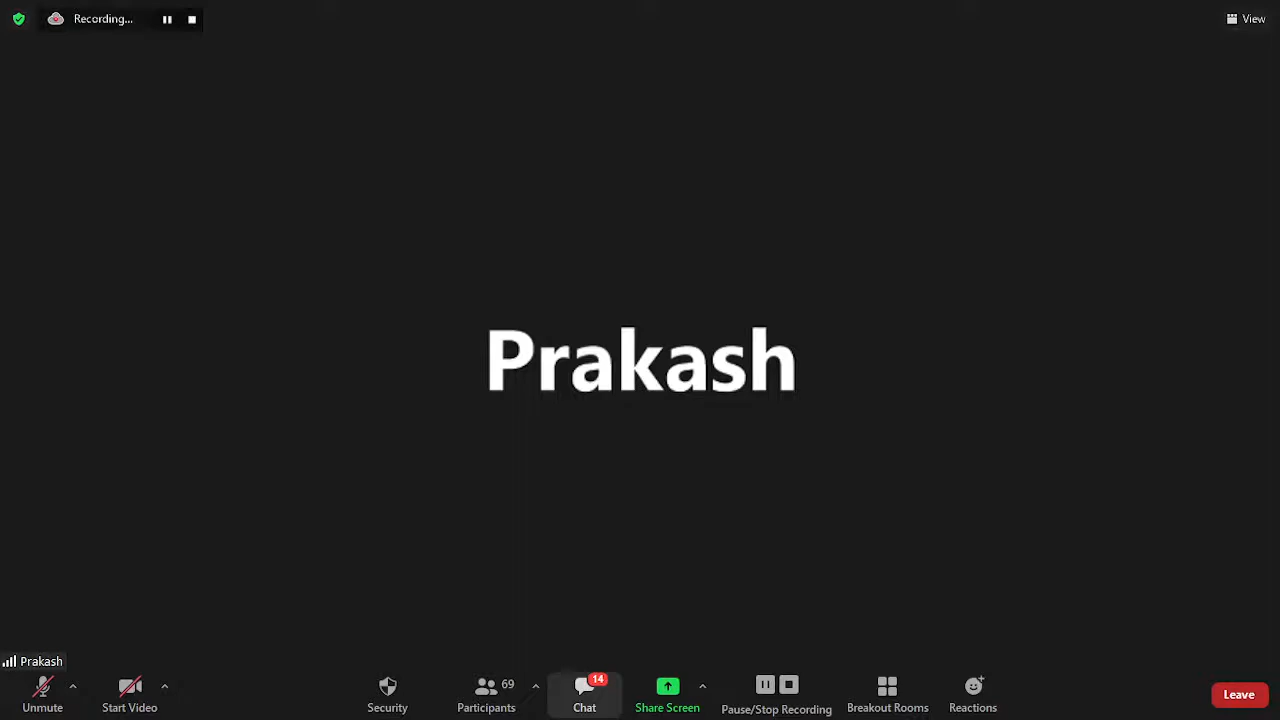 Recording...
View
Prakash
Prakash
Unmute
Start Video
Security
69
Participants
14
Chat
Share Screen
Pause/Stop Recording
Breakout Rooms
Reactions
Leave